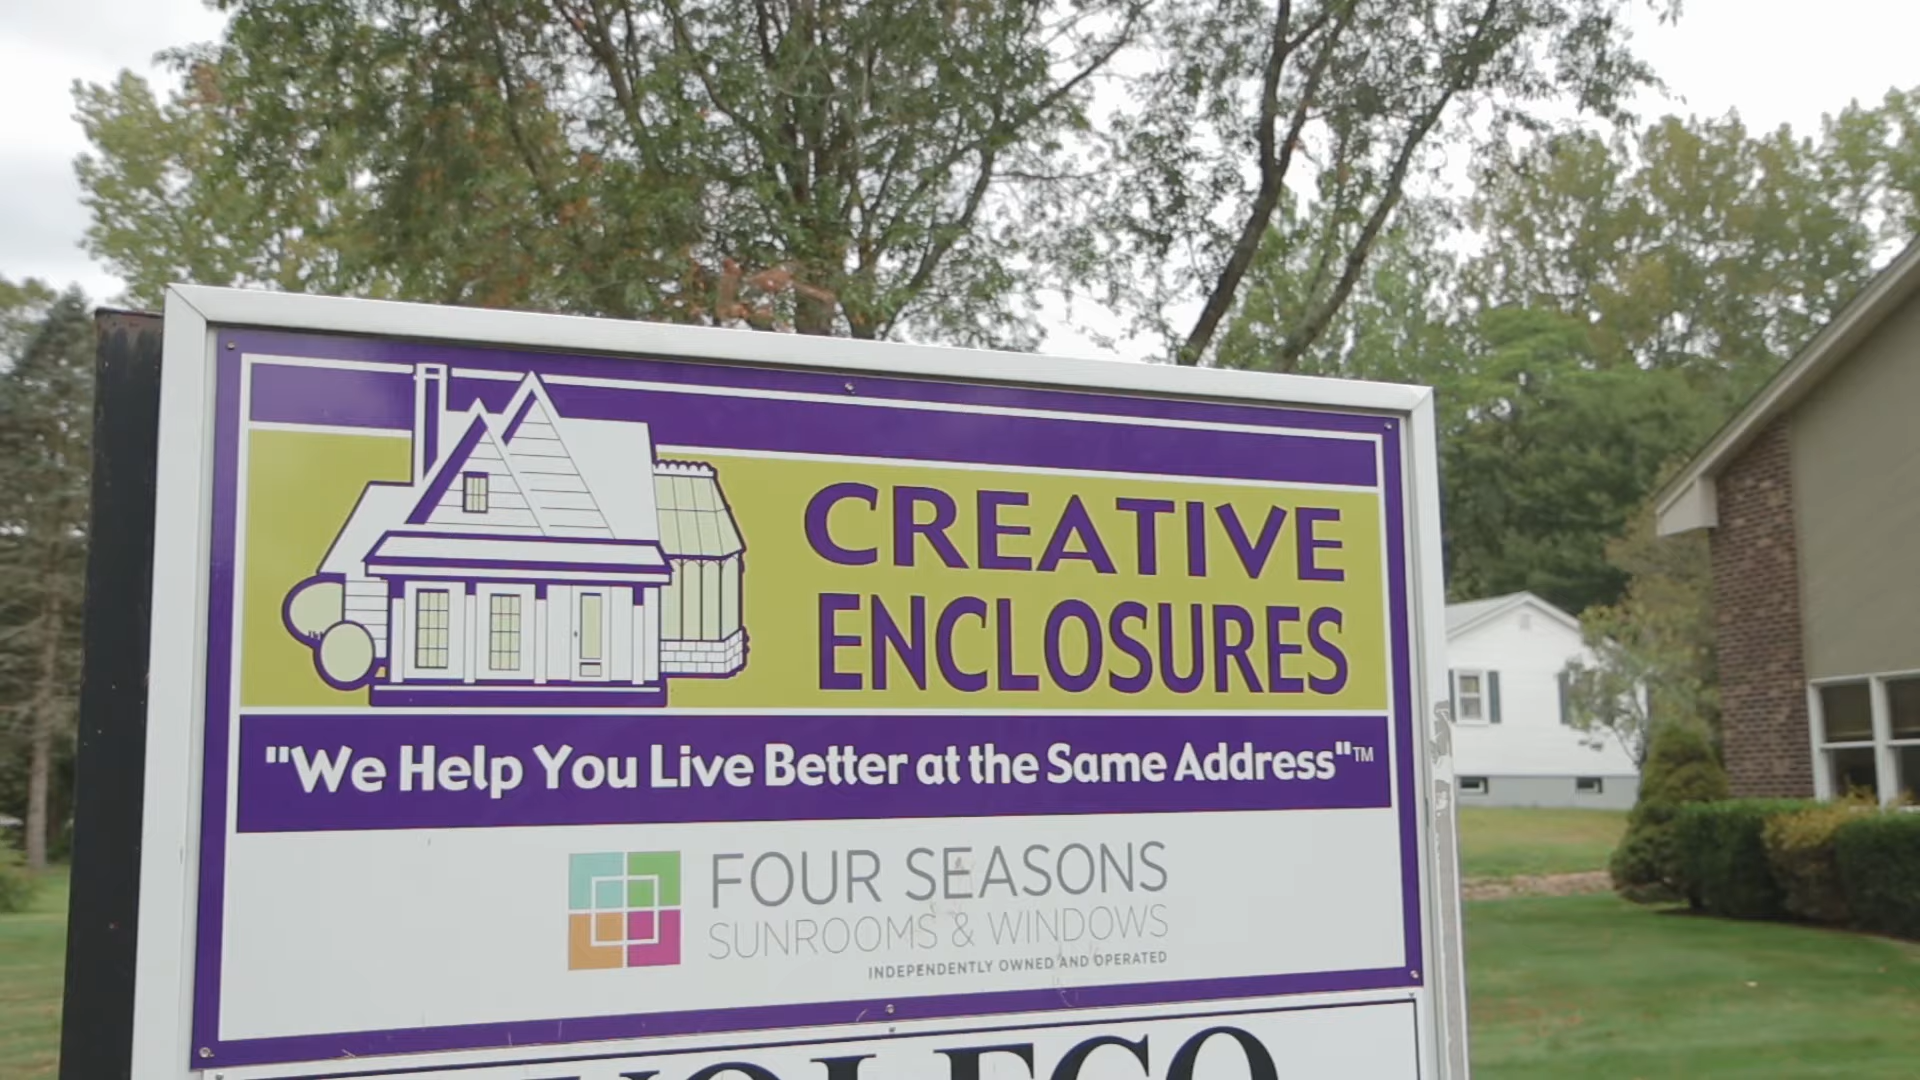 CREATIVE
ENCLOSURES
"We Help You Live Better at the Same Address"™
FOUR SEASONS
SUNROOMS & WINDOWS
INDEPENDENTLY OWNED AND OPERATED